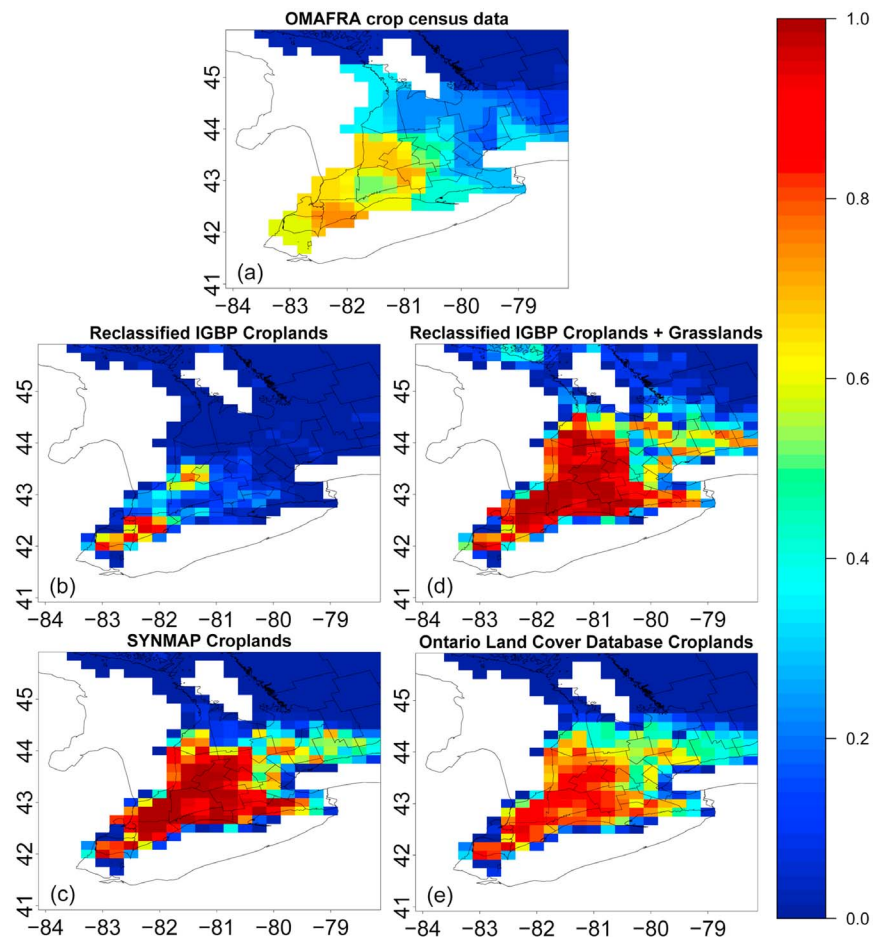 OMAFRA crop census data
1.0
0.8
0.6
0.4
0.2
0.0
45
44
43
42
41
(a)
−84 −83 −82 −81 −80 −79
Reclassified IGBP Croplands
45
44
43
42
41
(b)
−84 −83 −82 −81 −80 −79
Reclassified IGBP Croplands + Grasslands
45
44
43
42
41
(d)
−84 −83 −82 −81 −80 −79
SYNMAP Croplands
45
44
43
42
41
(c)
−84 −83 −82 −81 −80 −79
Ontario Land Cover Database Croplands
45
44
43
42
41
(e)
−84 −83 −82 −81 −80 −79